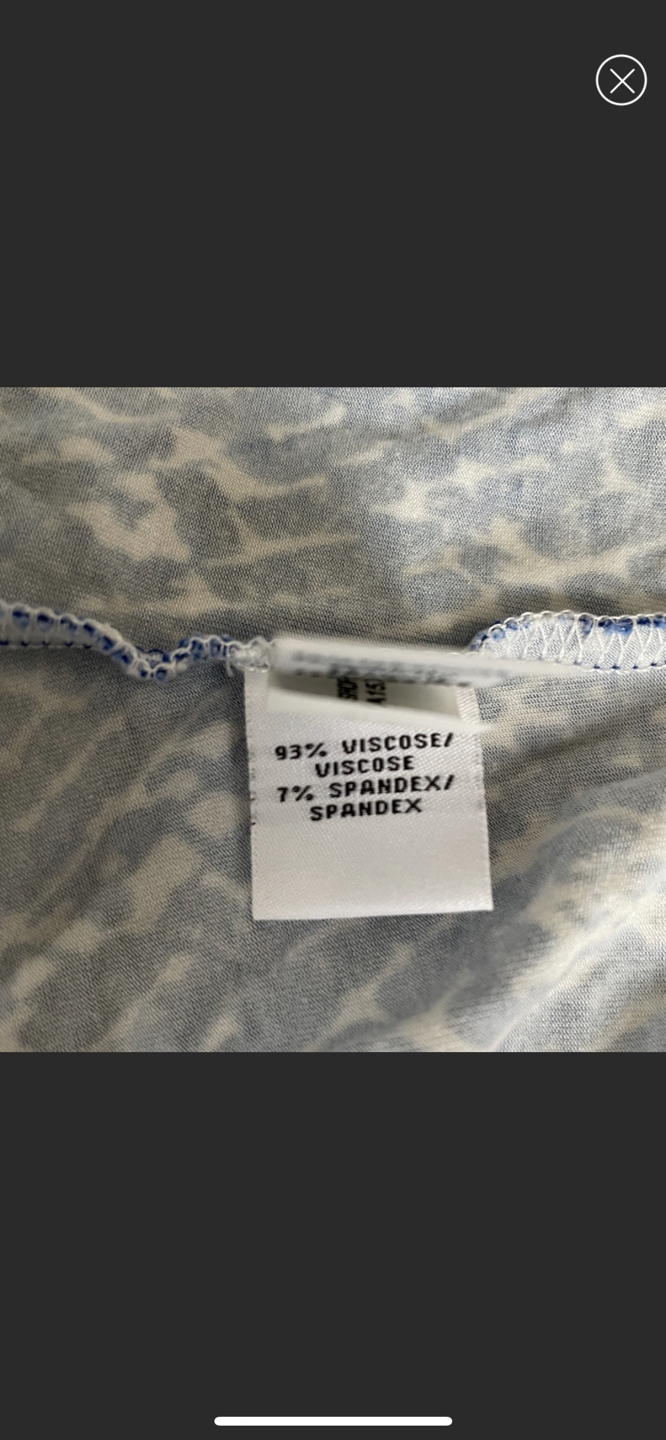 93% VISCOSE/
VISCOSE
7% SPANDEX/
SPANDEX